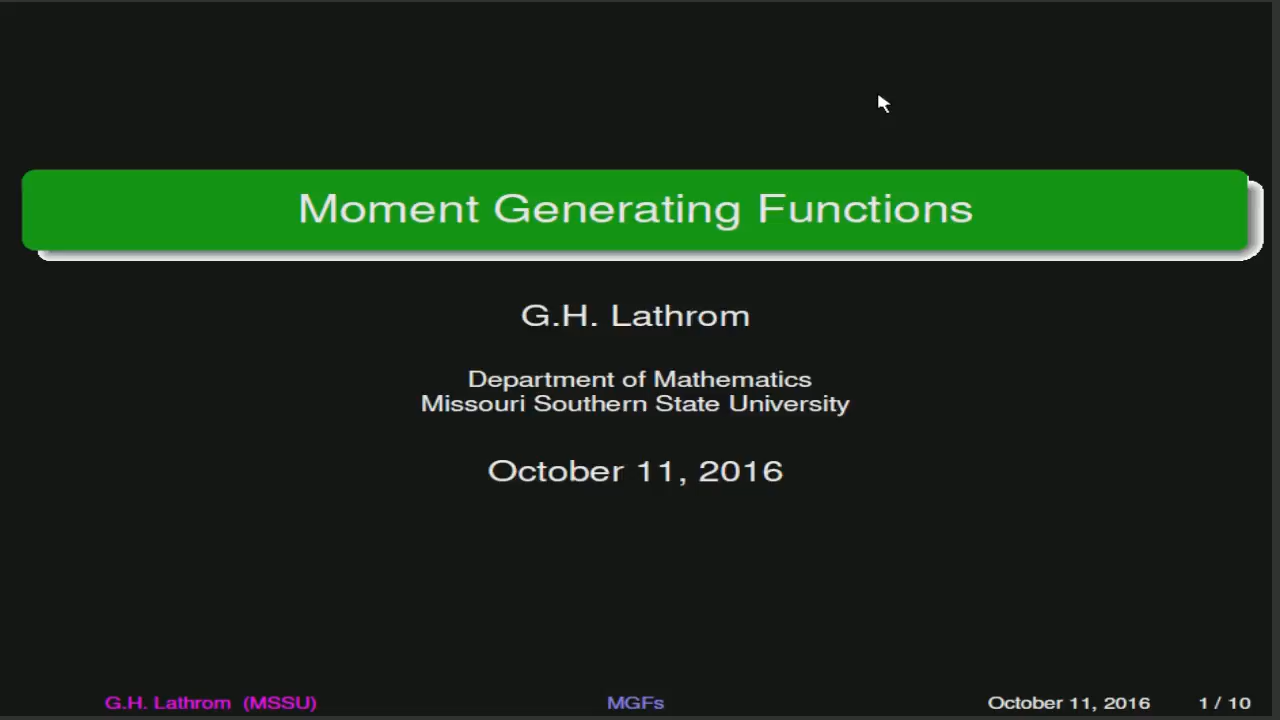 Moment Generating Functions
G.H. Lathrom
Department of Mathematics
Missouri Southern State University
October 11, 2016
G.H. Lathrom (MSSU) MGFs October 11, 2016 1 / 10